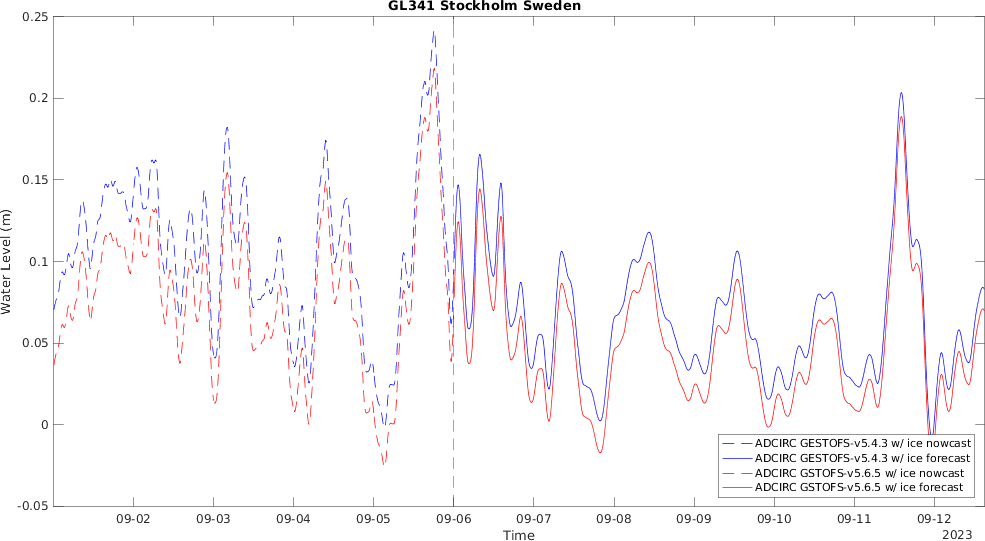 GL341 Stockholm Sweden
0.25
0.2
0.15
0.1
0.05
0
-0.05
Water Level (m)
ADCIRC GESTOFS-v5.4.3 w/ ice nowcast
ADCIRC GESTOFS-v5.4.3 w/ ice forecast
ADCIRC GSTOFS-v5.6.5 w/ ice nowcast
ADCIRC GSTOFS-v5.6.5 w/ ice forecast
09-02 09-03 09-04 09-05 09-06 09-07 09-08 09-09 09-10 09-11 09-12
Time
2023